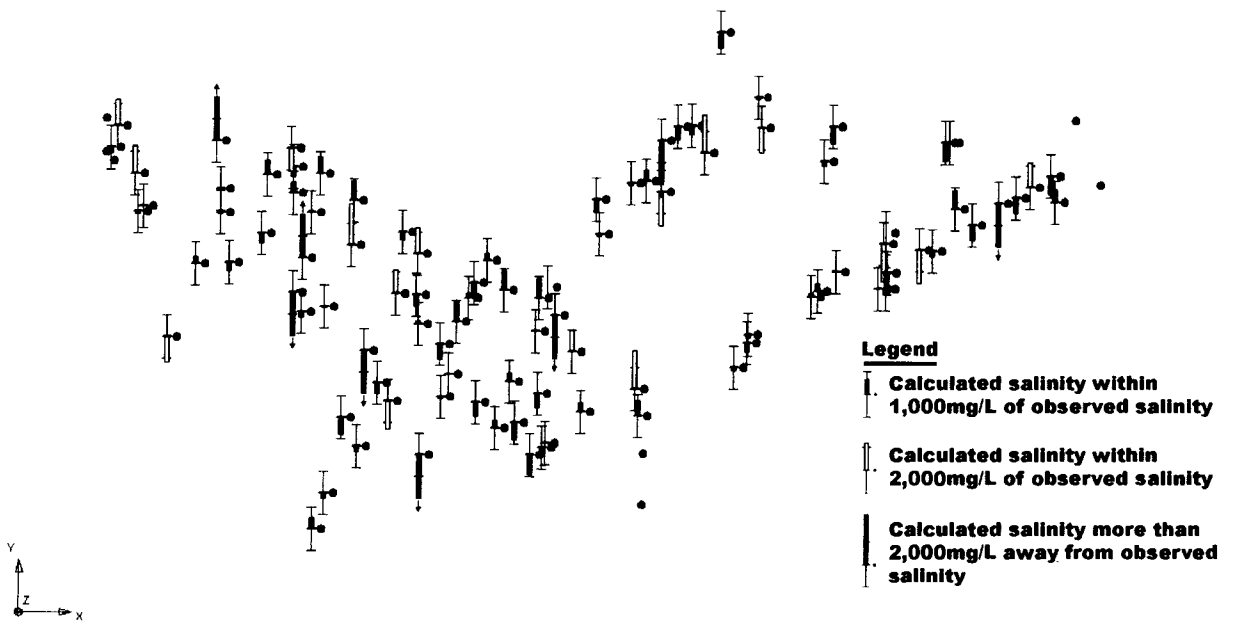 Legend
Calculated salinity within
1,000mg/L of observed salinity
Calculated salinity within
2,000mg/L of observed salinity
Calculated salinity more than
2,000mg/L away from observed
salinity
Y
Z
X